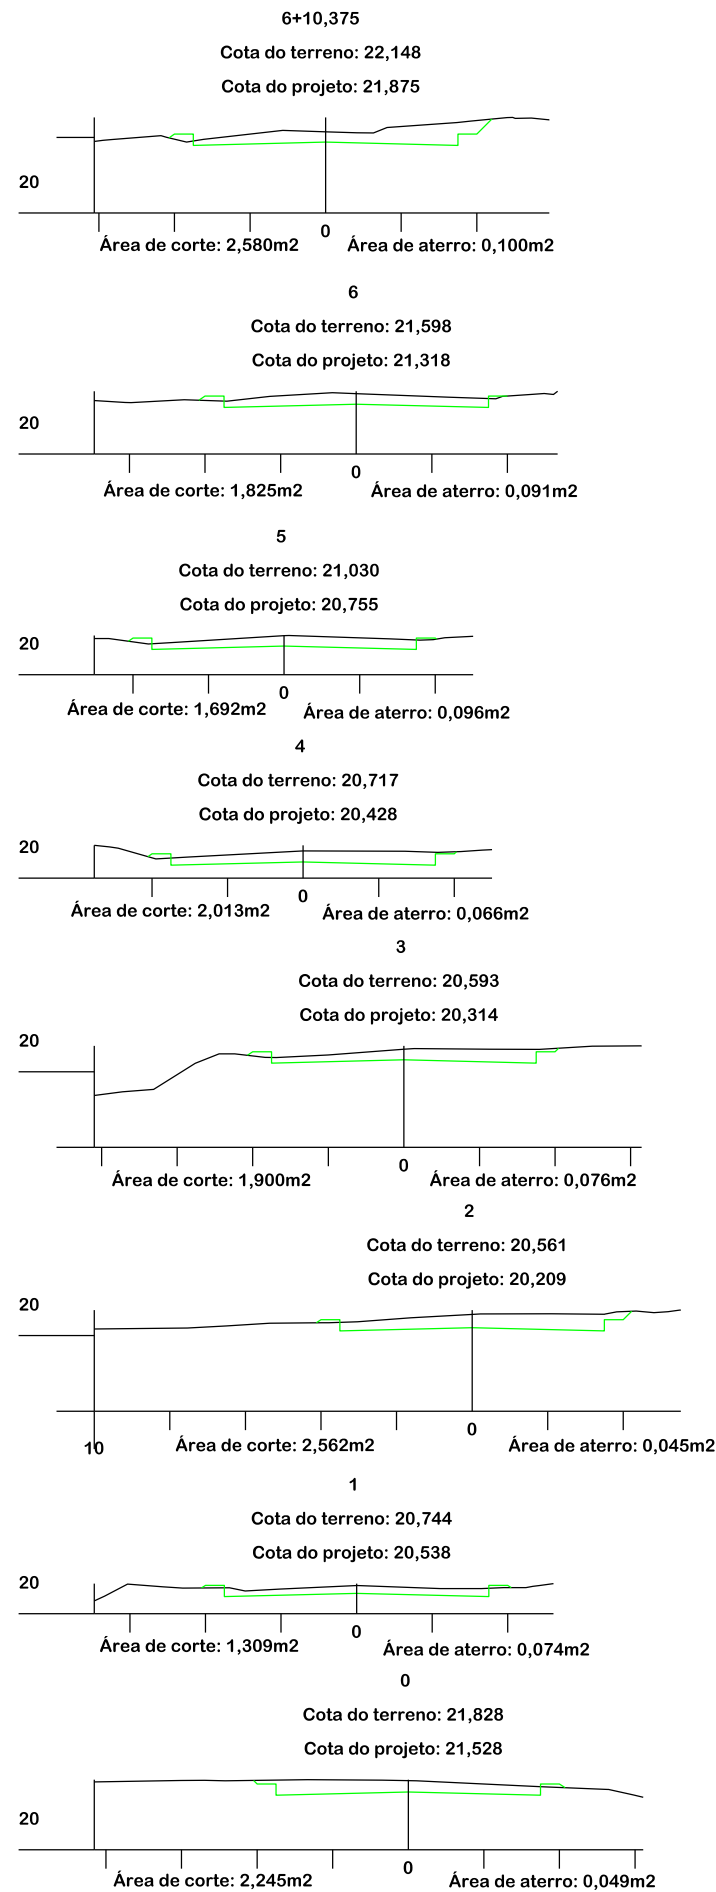 6+10,375
Cota do terreno: 22,148
Cota do projeto: 21,875
20
0
Área de corte: 2,580m2 Área de aterro: 0,100m2
6
Cota do terreno: 21,598
Cota do projeto: 21,318
20
0
Área de corte: 1,825m2 Área de aterro: 0,091m2
5
Cota do terreno: 21,030
Cota do projeto: 20,755
20
0
Área de corte: 1,692m2 Área de aterro: 0,096m2
4
Cota do terreno: 20,717
Cota do projeto: 20,428
20
0
Área de corte: 2,013m2 Área de aterro: 0,066m2
3
Cota do terreno: 20,593
Cota do projeto: 20,314
20
0
Área de corte: 1,900m2 Área de aterro: 0,076m2
2
Cota do terreno: 20,561
Cota do projeto: 20,209
20
0
10 Área de corte: 2,562m2 Área de aterro: 0,045m2
1
Cota do terreno: 20,744
Cota do projeto: 20,538
20
0
Área de corte: 1,309m2 Área de aterro: 0,074m2
0
Cota do terreno: 21,828
Cota do projeto: 21,528
20
0
Área de corte: 2,245m2 Área de aterro: 0,049m2